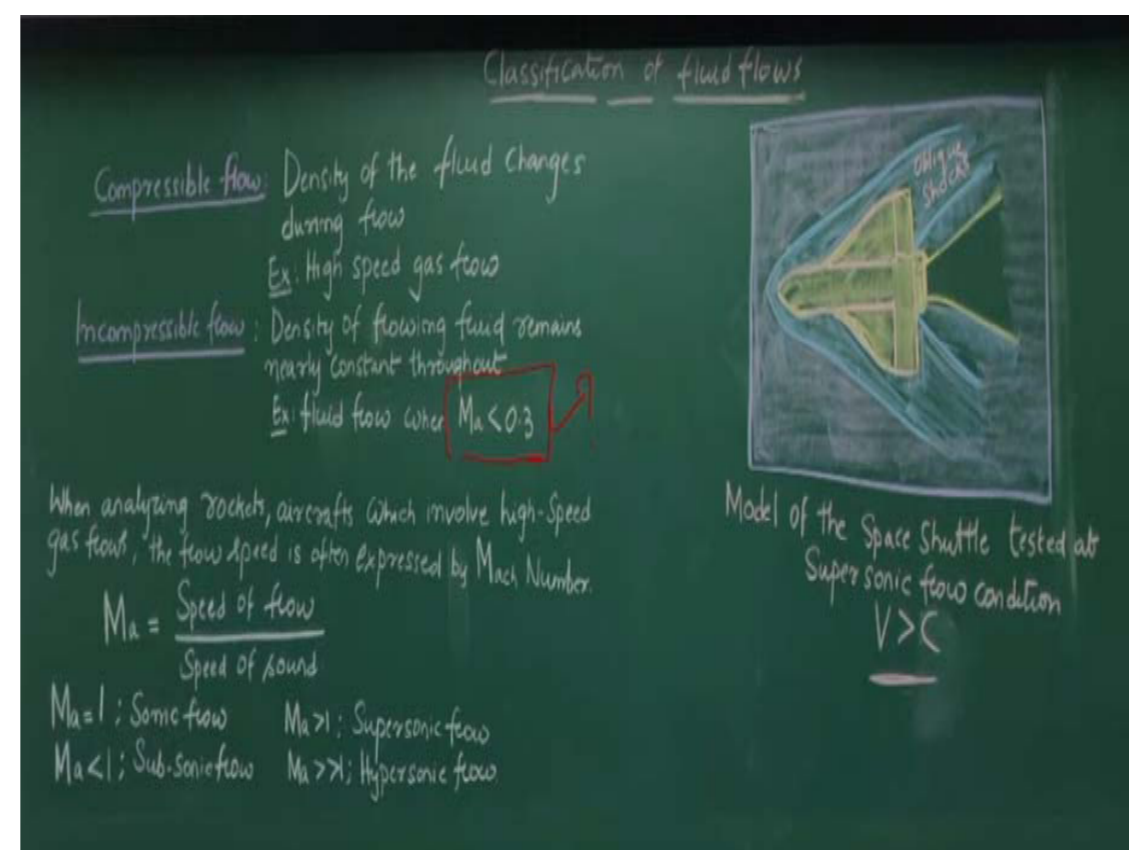 Classification of fluid flows
Compressible flow: Density of the fluid changes
during flow
Ex: High speed gas flow
Incompressible flow: Density of flowing fluid remains
nearly constant throughout
Ex: fluid flow when Ma<0.3
When analyzing rockets, aircrafts which involve high-speed
gas flows, the flow speed is often expressed by Mach Number.
Ma = Speed of flow
Speed of sound
Ma=1; Sonic flow Ma>1; Supersonic flow
Ma<1; Sub-sonic flow Ma>>1; Hypersonic flow
oblique
shocks
Model of the Space Shuttle tested at
Supersonic flow condition
V>C